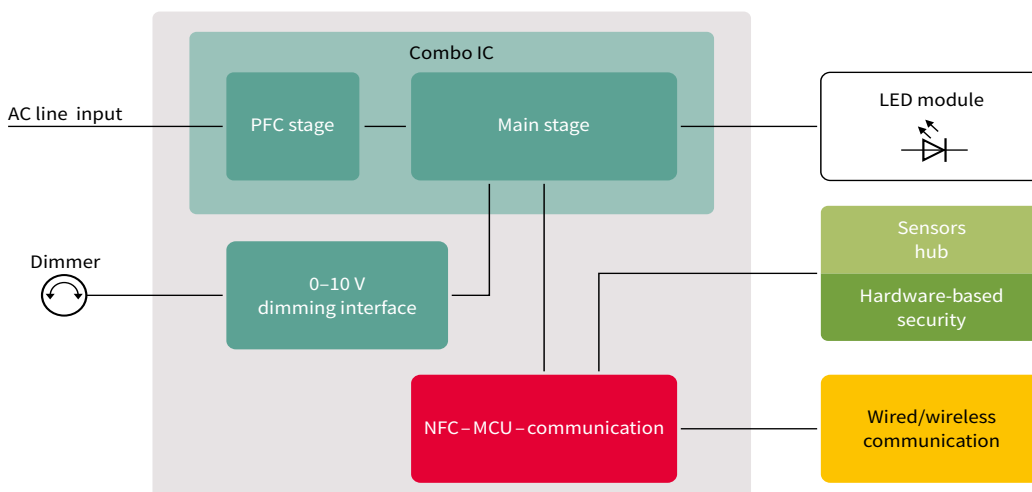 Combo IC
AC line input
PFC stage
Main stage
LED module
Dimmer
0–10 V
dimming interface
Sensors
hub
Hardware-based
security
NFC–MCU–communication
Wired/wireless
communication